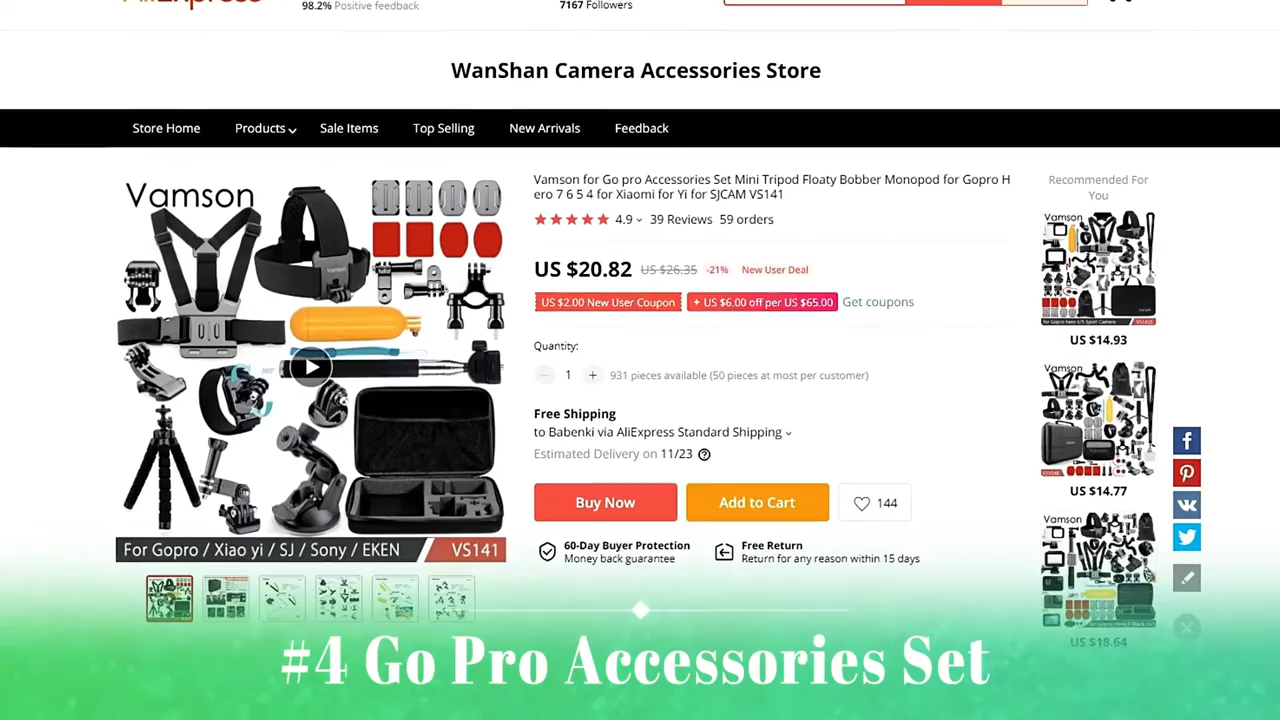 AliExpress
98.2% Positive feedback
7167 Followers
WanShan Camera Accessories Store
Store Home
Products
Sale Items
Top Selling
New Arrivals
Feedback
Vamson
Vamson
For Gopro / Xiao yi / SJ / Sony / EKEN
VS141
360°
Vamson for Go pro Accessories Set Mini Tripod Floaty Bobber Monopod for Gopro H
ero 7 6 5 4 for Xiaomi for Yi for SJCAM VS141
4.9
39 Reviews
59 orders
US $20.82
US $26.35
-21%
New User Deal
US $2.00 New User Coupon
+ US $6.00 off per US $65.00
Get coupons
Quantity:
1
+
931 pieces available (50 pieces at most per customer)
Free Shipping
to Babenki via AliExpress Standard Shipping
Estimated Delivery on 11/23
Buy Now
Add to Cart
144
60-Day Buyer Protection
Money back guarantee
Free Return
Return for any reason within 15 days
Recommended For
You
Vamson
US $14.93
Vamson
US $14.77
Vamson
US $18.64
#4 Go Pro Accessories Set